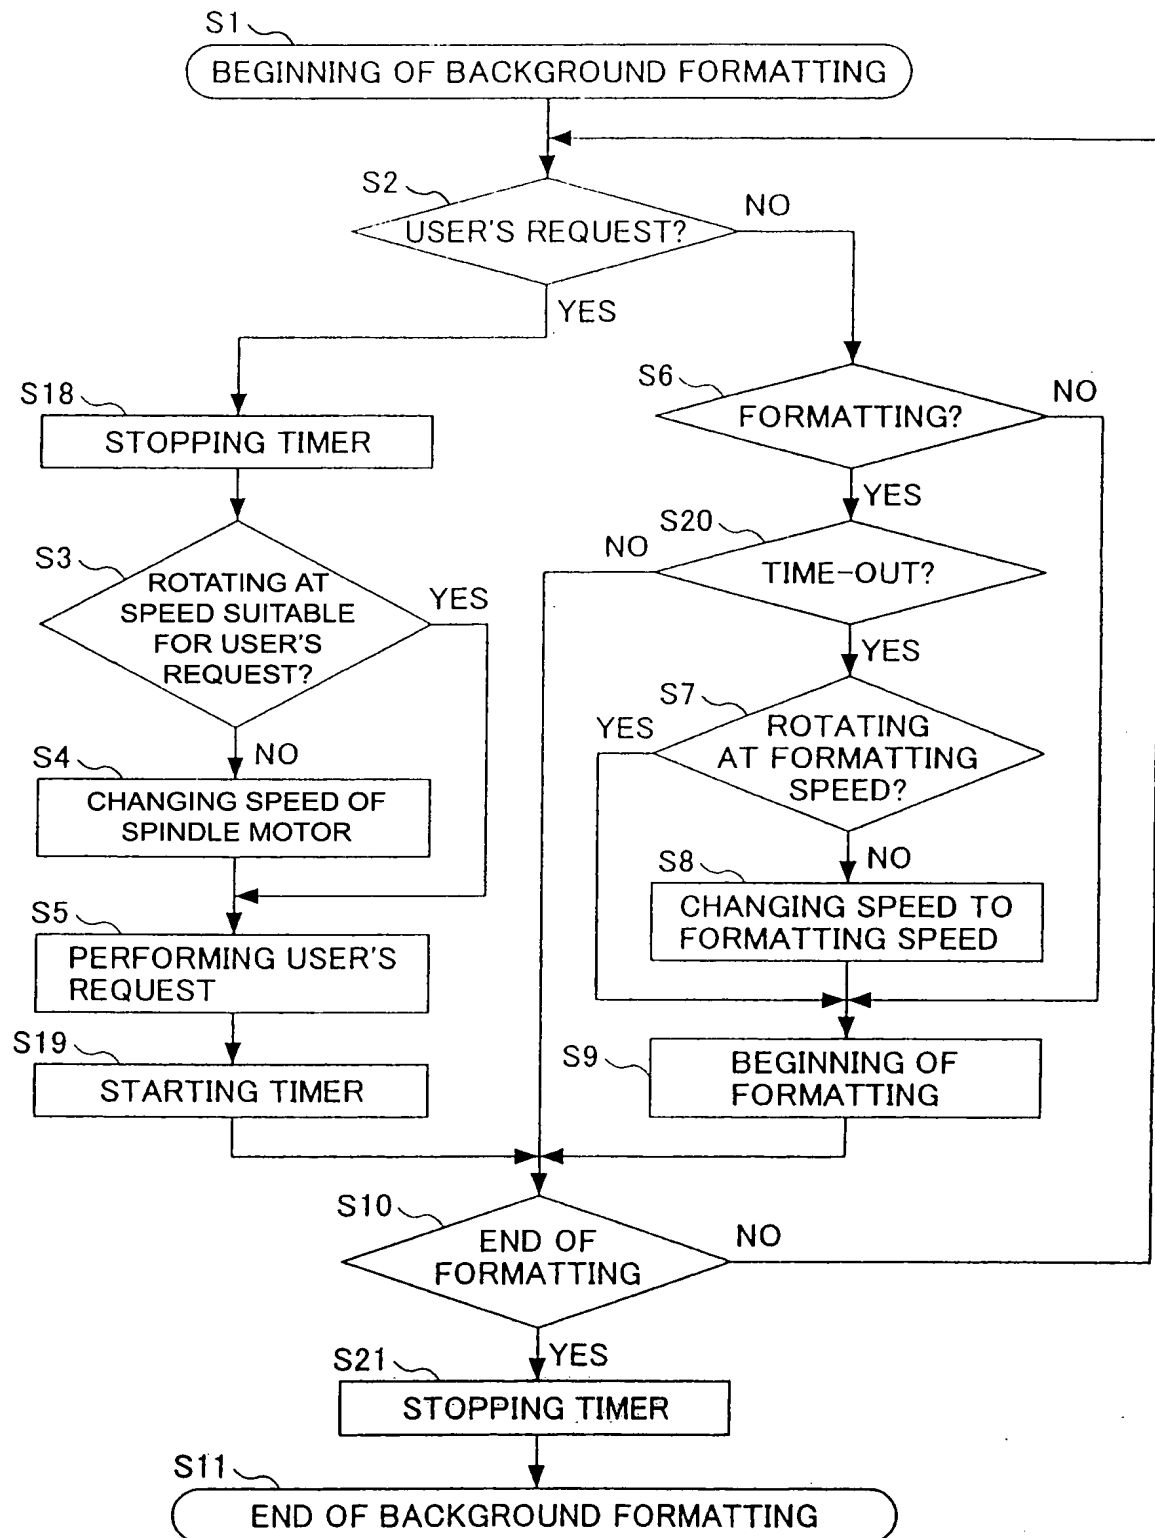 S1
BEGINNING OF BACKGROUND FORMATTING
S2
USER'S REQUEST?
NO
YES
S18
STOPPING TIMER
S6
FORMATTING?
NO
YES
S3
ROTATING AT
SPEED SUITABLE
FOR USER'S
REQUEST?
YES
NO
S20
TIME-OUT?
NO
YES
S4
CHANGING SPEED OF
SPINDLE MOTOR
S7
ROTATING
AT FORMATTING
SPEED?
YES
NO
S5
PERFORMING USER'S
REQUEST
S8
CHANGING SPEED TO
FORMATTING SPEED
S19
STARTING TIMER
S9
BEGINNING OF
FORMATTING
S10
END OF
FORMATTING
NO
YES
S21
STOPPING TIMER
S11
END OF BACKGROUND FORMATTING